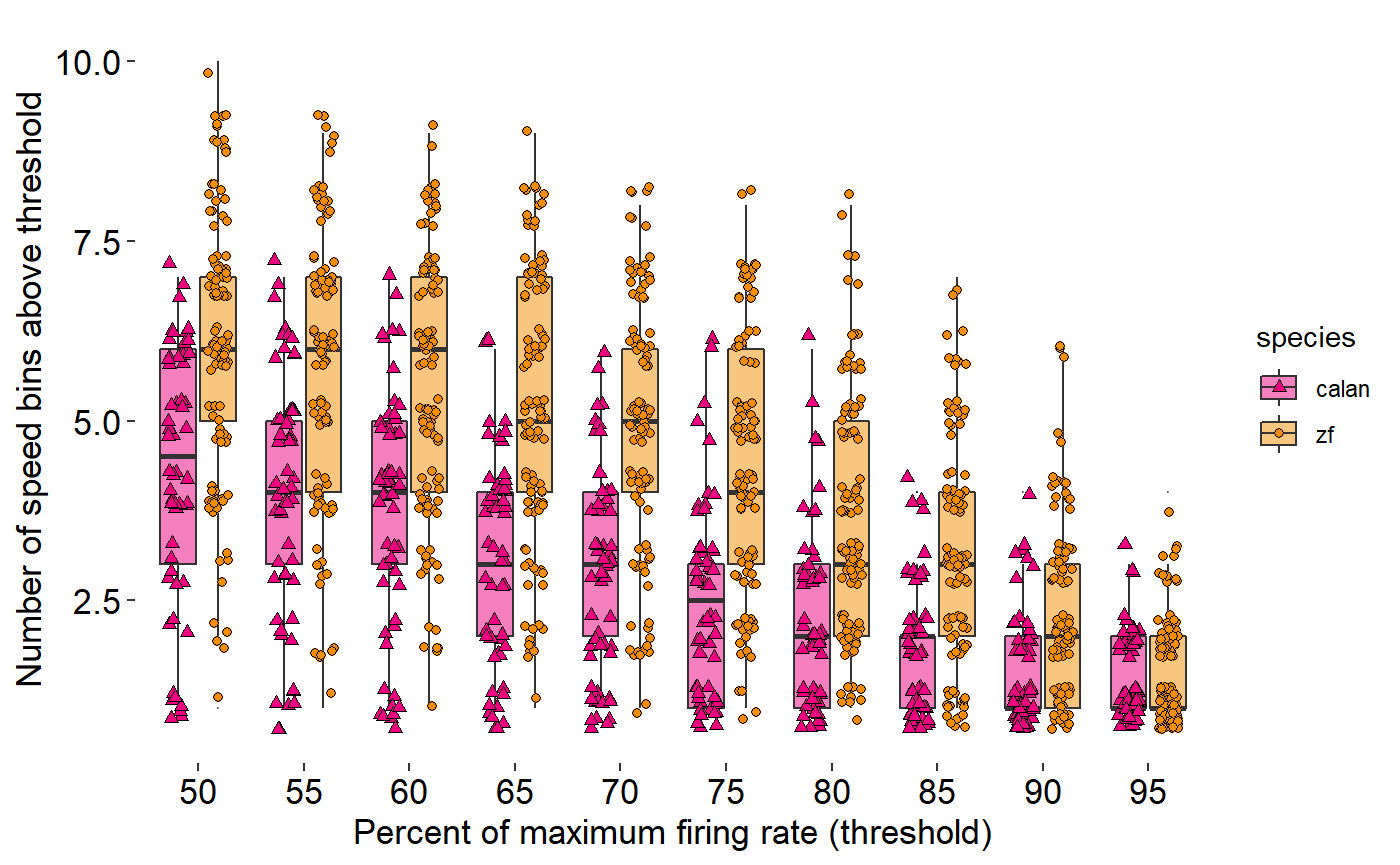 Number of speed bins above threshold
10.0
7.5
5.0
2.5
50 55 60 65 70 75 80 85 90 95
Percent of maximum firing rate (threshold)
species
calan
zf